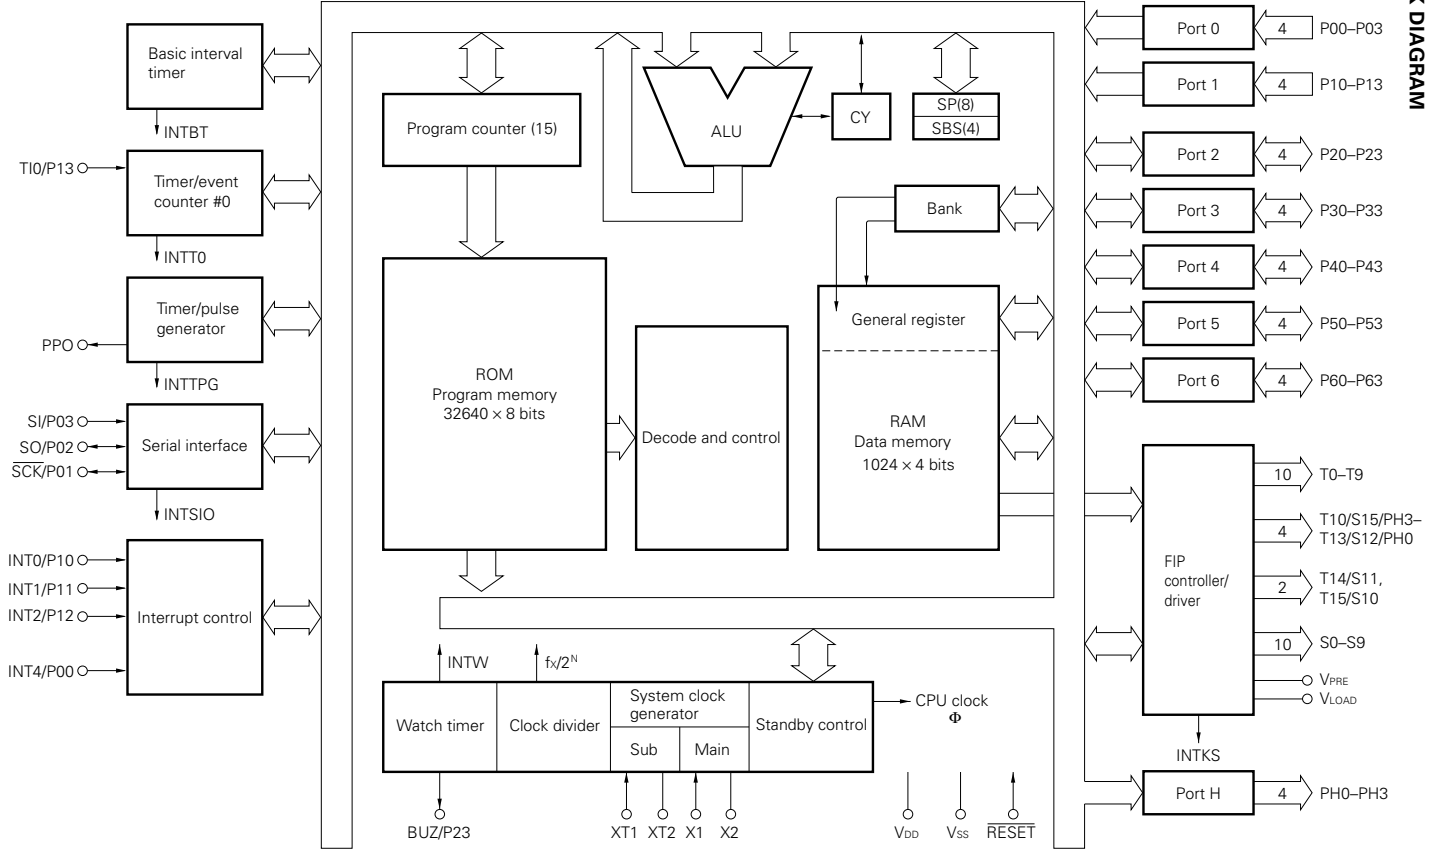 K DIAGRAM
Basic interval
timer
INTBT
TI0/P13
Timer/event
counter #0
INTT0
Timer/pulse
generator
PPO
INTTPG
SI/P03
SO/P02
SCK/P01
Serial interface
INTSIO
INT0/P10
INT1/P11
INT2/P12
INT4/P00
Interrupt control
Program counter (15)
ALU
CY
SP(8)
SBS(4)
Bank
ROM
Program memory
32640 × 8 bits
Decode and control
General register
RAM
Data memory
1024 × 4 bits
INTW
fX/2N
Watch timer
Clock divider
System clock
generator
Sub
Main
Standby control
CPU clock
Φ
BUZ/P23
XT1
XT2
X1
X2
VDD
VSS
RESET
Port 0
4
P00–P03
Port 1
4
P10–P13
Port 2
4
P20–P23
Port 3
4
P30–P33
Port 4
4
P40–P43
Port 5
4
P50–P53
Port 6
4
P60–P63
FIP
controller/
driver
10
T0–T9
4
T10/S15/PH3–
T13/S12/PH0
2
T14/S11,
T15/S10
10
S0–S9
VPRE
VLOAD
INTKS
Port H
4
PH0–PH3